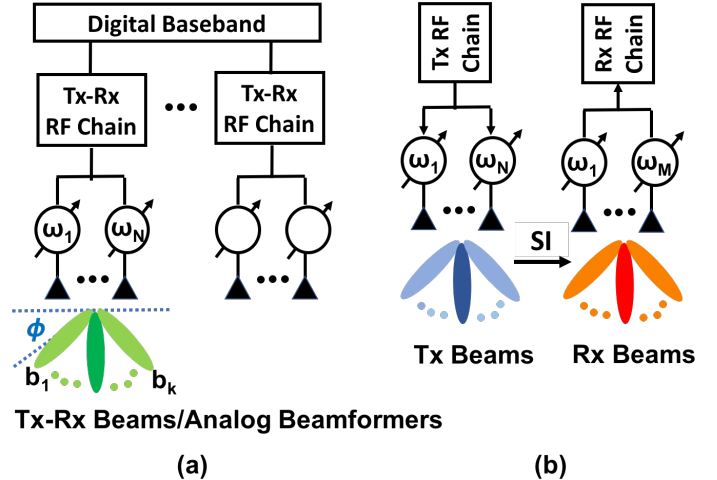 Digital Baseband
Tx-Rx
RF Chain
•••
Tx-Rx
RF Chain
ω1
ωN
•••
•••
ϕ
b1
bk
Tx-Rx Beams/Analog Beamformers
(a)
Tx RF
Chain
Rx RF
Chain
ω1
ωN
ω1
ωM
•••
•••
SI
Tx Beams
Rx Beams
(b)